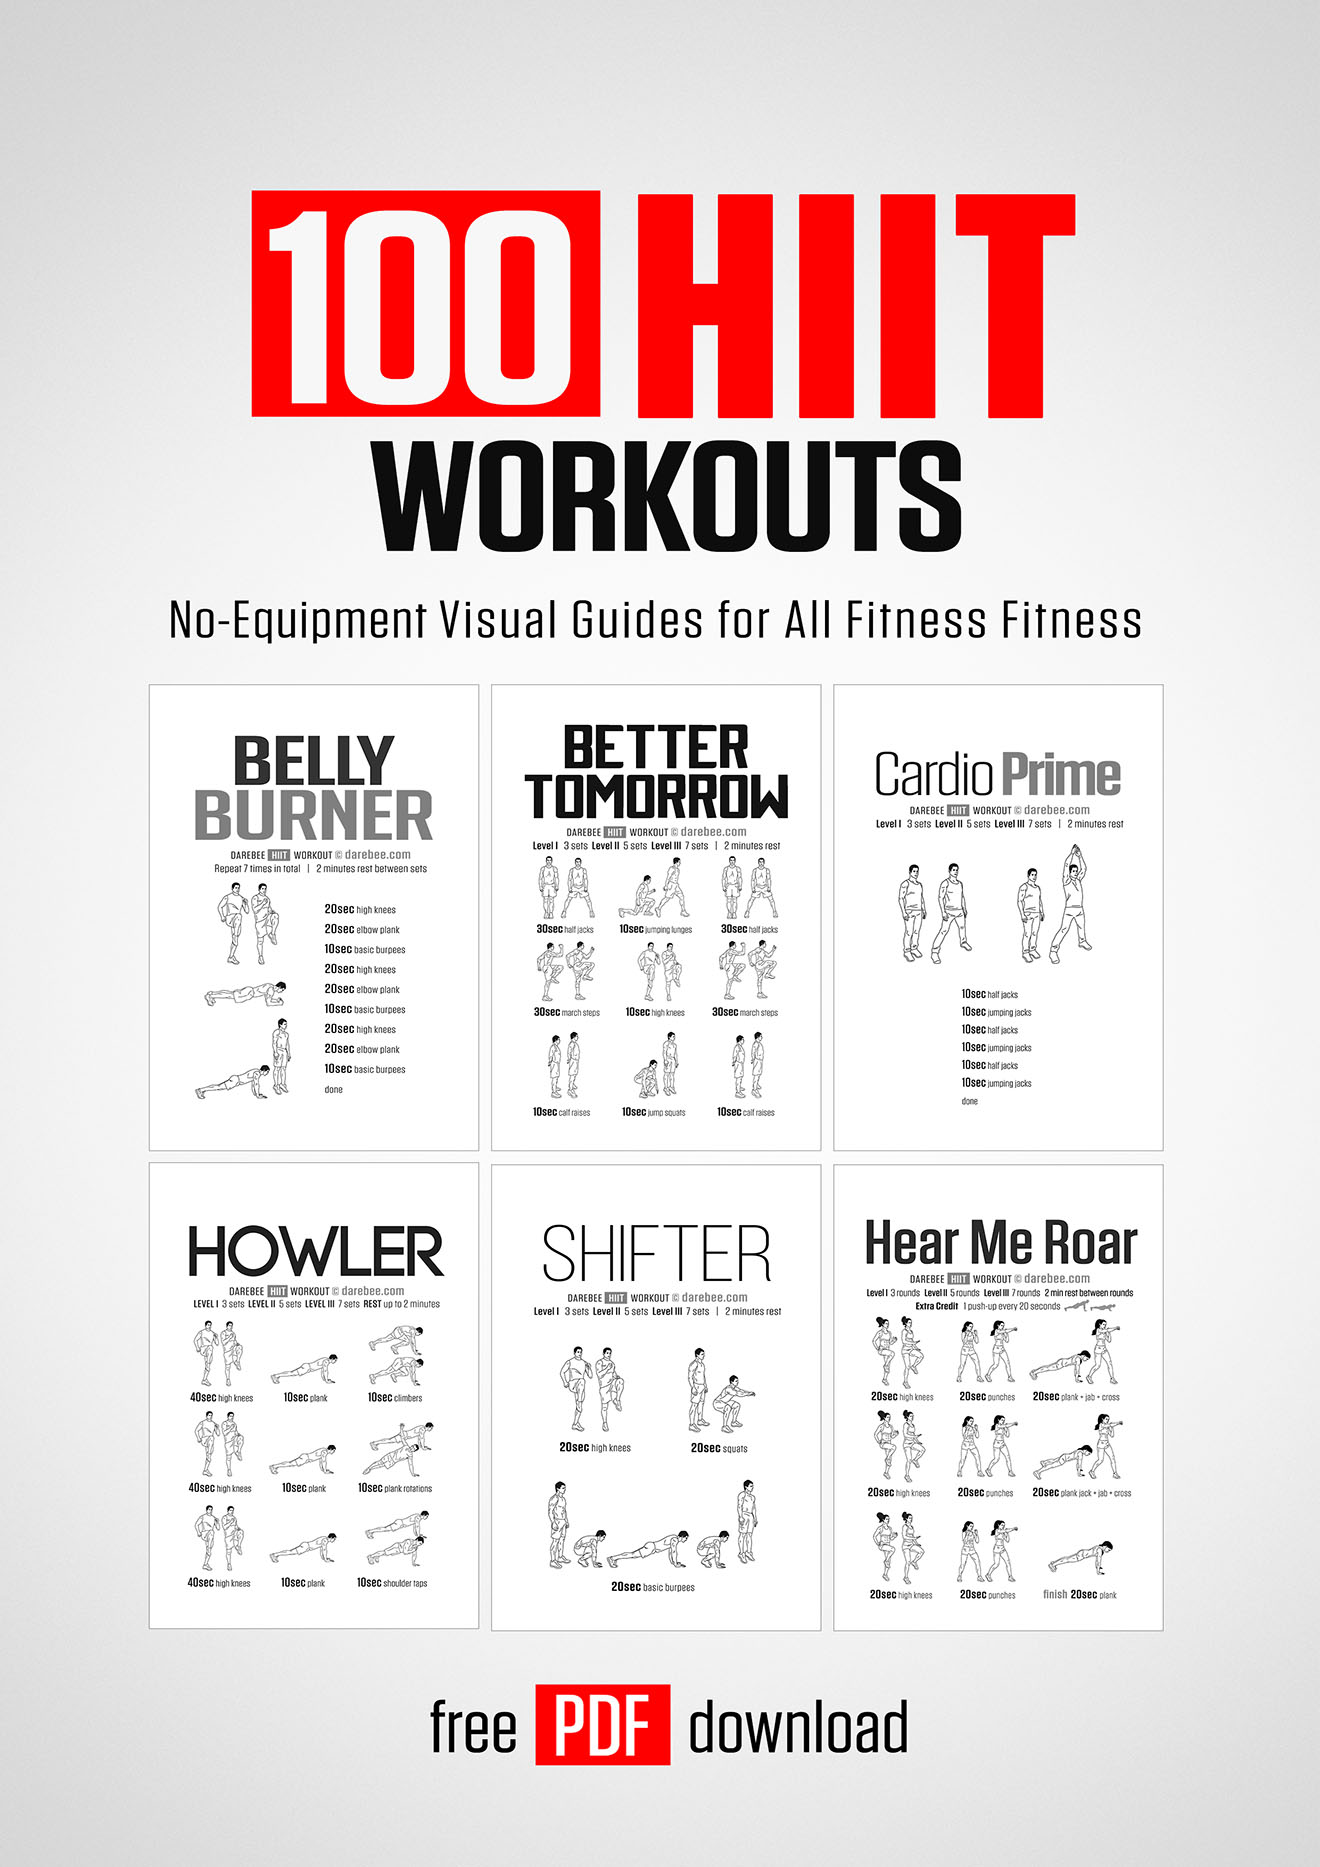 100 HIIT
WORKOUTS
No-Equipment Visual Guides for All Fitness Fitness
BELLY
BURNER
DAREBEE HIIT WORKOUT © darebee.com
Repeat 7 times in total | 2 minutes rest between sets
20sec high knees
20sec elbow plank
10sec basic burpees
20sec high knees
20sec elbow plank
10sec basic burpees
20sec high knees
20sec elbow plank
10sec basic burpees
done
BETTER
TOMORROW
DAREBEE HIIT WORKOUT © darebee.com
Level I 3 sets Level II 5 sets Level III 7 sets | 2 minutes rest
30sec half jacks 10sec jumping lunges 30sec half jacks
30sec march steps 10sec high knees 30sec march steps
10sec calf raises 10sec jump squats 10sec calf raises
Cardio Prime
DAREBEE HIIT WORKOUT © darebee.com
Level I 3 sets Level II 5 sets Level III 7 sets | 2 minutes rest
10sec half jacks
10sec jumping jacks
10sec half jacks
10sec jumping jacks
10sec half jacks
10sec jumping jacks
done
HOWLER
DAREBEE HIIT WORKOUT © darebee.com
LEVEL I 3 sets LEVEL II 5 sets LEVEL III 7 sets REST up to 2 minutes
40sec high knees 10sec plank 10sec climbers
40sec high knees 10sec plank 10sec plank rotations
40sec high knees 10sec plank 10sec shoulder taps
SHIFTER
DAREBEE HIIT WORKOUT © darebee.com
Level I 3 sets Level II 5 sets Level III 7 sets | 2 minutes rest
20sec high knees 20sec squats
20sec basic burpees
Hear Me Roar
DAREBEE HIIT WORKOUT © darebee.com
Level I 3 rounds Level II 5 rounds Level III 7 rounds 2 min rest between rounds
Extra Credit 1 push-up every 20 seconds
20sec high knees 20sec punches 20sec plank + jab + cross
20sec high knees 20sec punches 20sec plank jack + jab + cross
20sec high knees 20sec punches finish 20sec plank
free PDF download